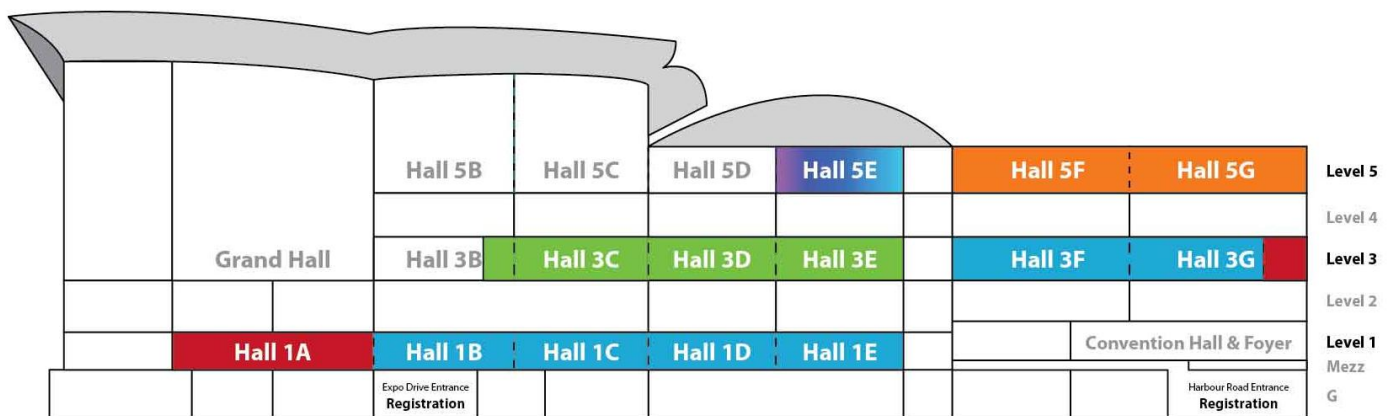 Hall 5B
Hall 5C
Hall 5D
Hall 5E
Hall 5F
Hall 5G
Level 5
Level 4
Grand Hall
Hall 3B
Hall 3C
Hall 3D
Hall 3E
Hall 3F
Hall 3G
Level 3
Level 2
Hall 1A
Hall 1B
Hall 1C
Hall 1D
Hall 1E
Convention Hall & Foyer
Level 1
Mezz
Expo Drive Entrance
Registration
Harbour Road Entrance
Registration
G